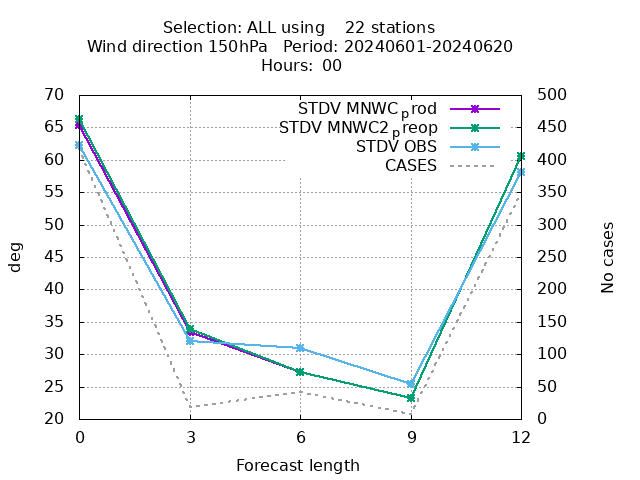 Selection: ALL using    22 stations
Wind direction 150hPa   Period: 20240601-20240620
Hours: 00
STDV MNWCprod
STDV MNWC2preop
STDV OBS
CASES
70
65
60
55
50
45
40
35
30
25
20
500
450
400
350
300
250
200
150
100
50
0
deg
No cases
0 3 6 9 12
Forecast length